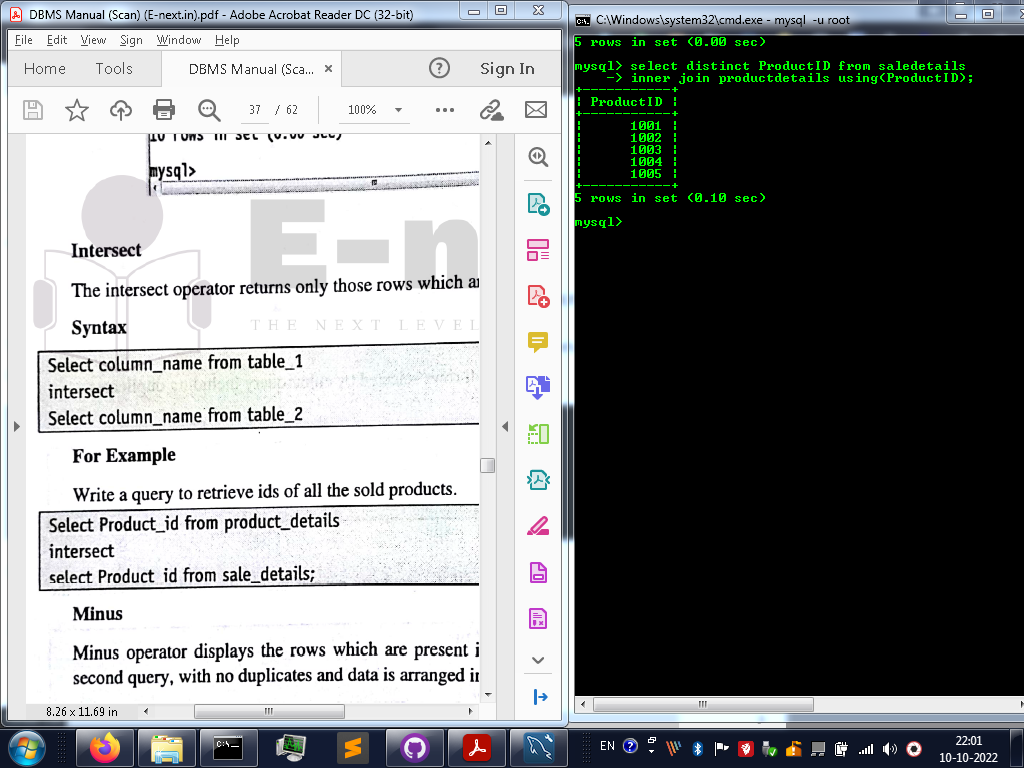 DBMS Manual (Scan) (E-next.in).pdf - Adobe Acrobat Reader DC (32-bit)
File Edit View Sign Window Help
Home Tools DBMS Manual (Sca... × Sign In
37 / 62 100%
10 rows in set (0.00 sec)
mysql>
E-n
THE NEXT LEVEL
Intersect
The intersect operator returns only those rows which
Syntax
Select column_name from table_1
intersect
Select column_name from table_2
For Example
Write a query to retrieve ids of all the sold products.
Select Product_id from product_details
intersect
select Product_id from sale_details;
Minus
Minus operator displays the rows which are present
second query, with no duplicates and data is arranged
8.26 x 11.69 in
C:\Windows\system32\cmd.exe - mysql -u root
5 rows in set (0.00 sec)
mysql> select distinct ProductID from saledetails
-> inner join productdetails using(ProductID);
+-----------+
| ProductID |
+-----------+
| 1001 |
| 1002 |
| 1003 |
| 1004 |
| 1005 |
+-----------+
5 rows in set (0.10 sec)
mysql>
EN
22:01
10-10-2022